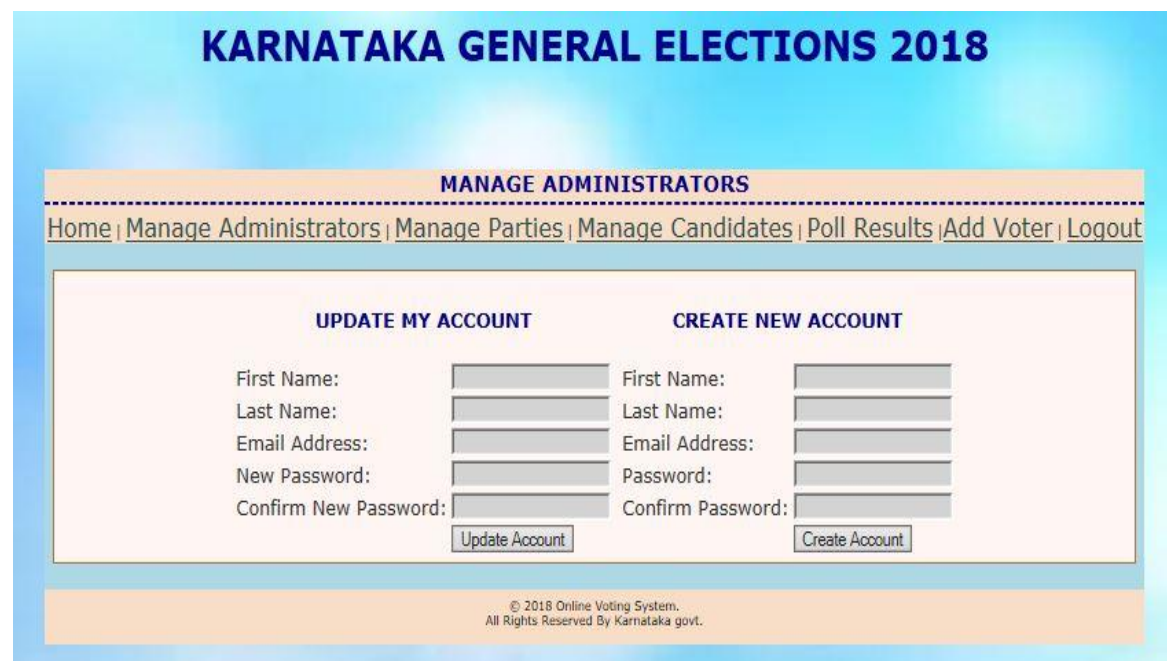 KARNATAKA GENERAL ELECTIONS 2018
MANAGE ADMINISTRATORS
Home | Manage Administrators | Manage Parties | Manage Candidates | Poll Results | Add Voter | Logout
UPDATE MY ACCOUNT
First Name:
Last Name:
Email Address:
New Password:
Confirm New Password:
Update Account
CREATE NEW ACCOUNT
First Name:
Last Name:
Email Address:
Password:
Confirm Password:
Create Account
© 2018 Online Voting System.
All Rights Reserved By Karnataka govt.